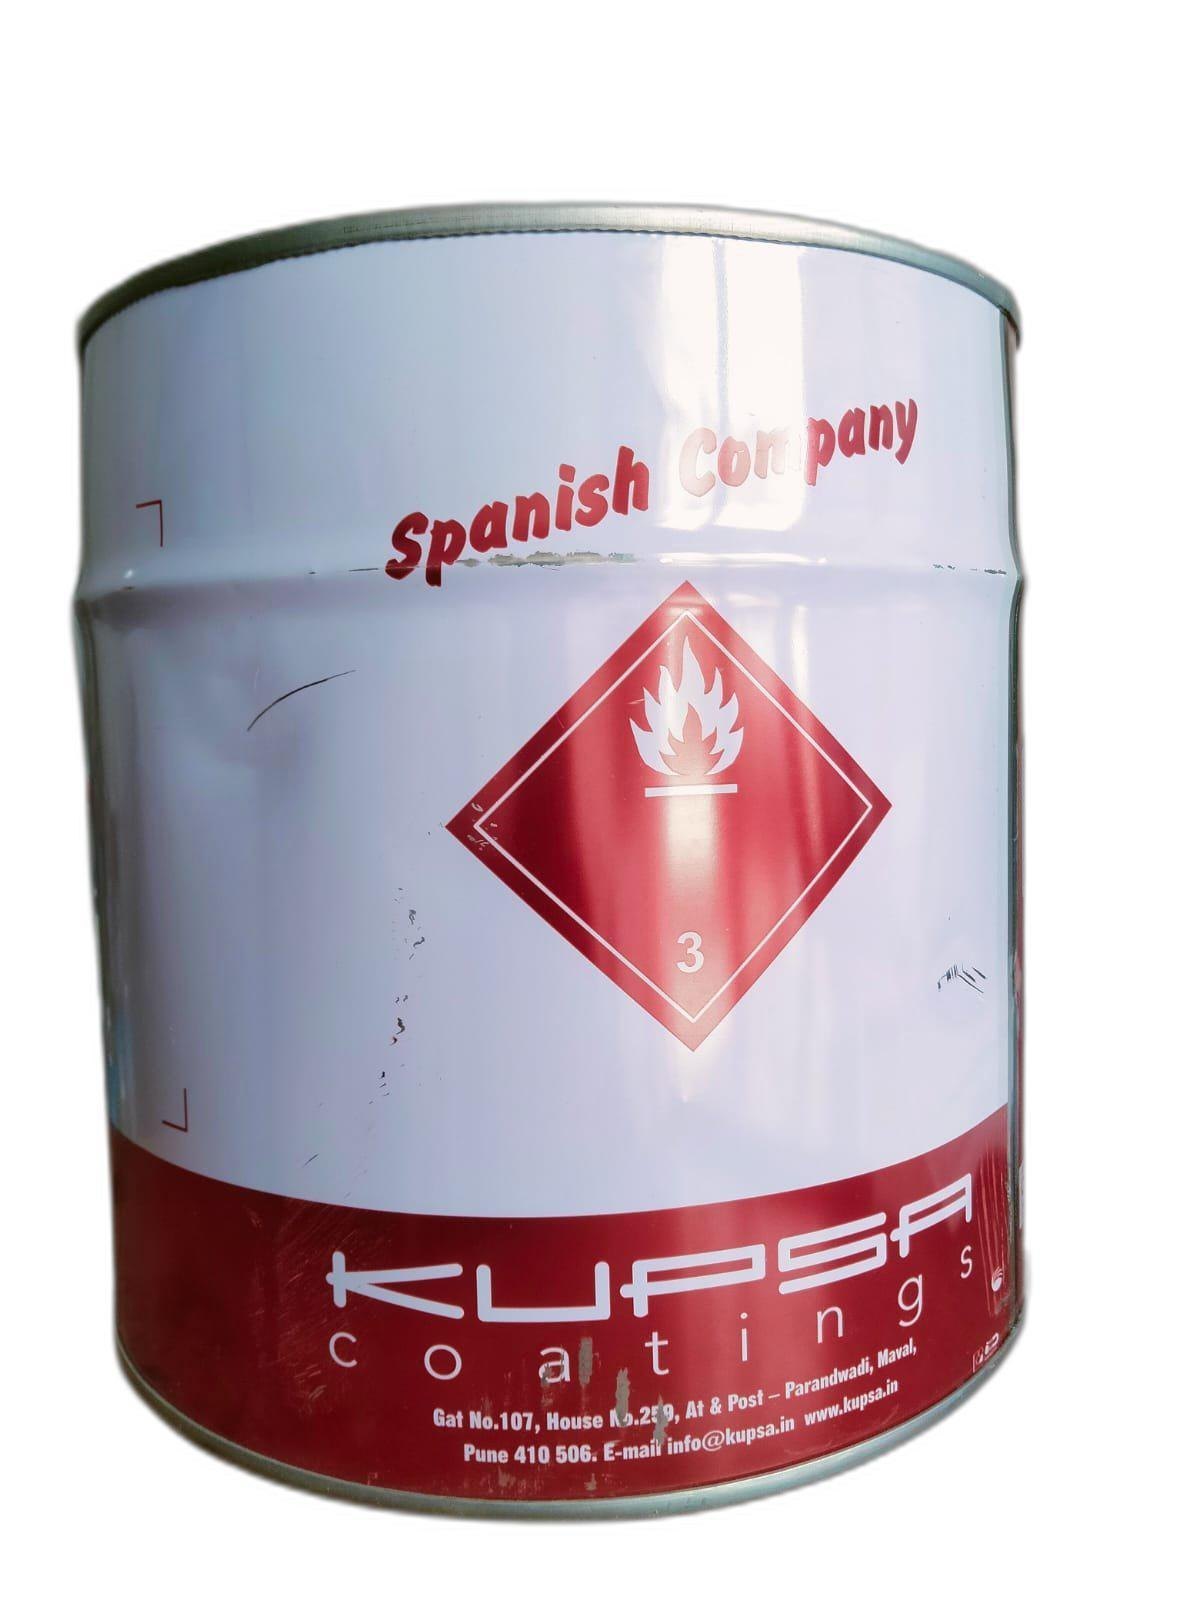 Spanish Company
3
KUPSA
coatings
Gat No.107, House No.259, At & Post – Parandwadi, Maval,
Pune 410 506. E-mail info@kupsa.in www.kupsa.in